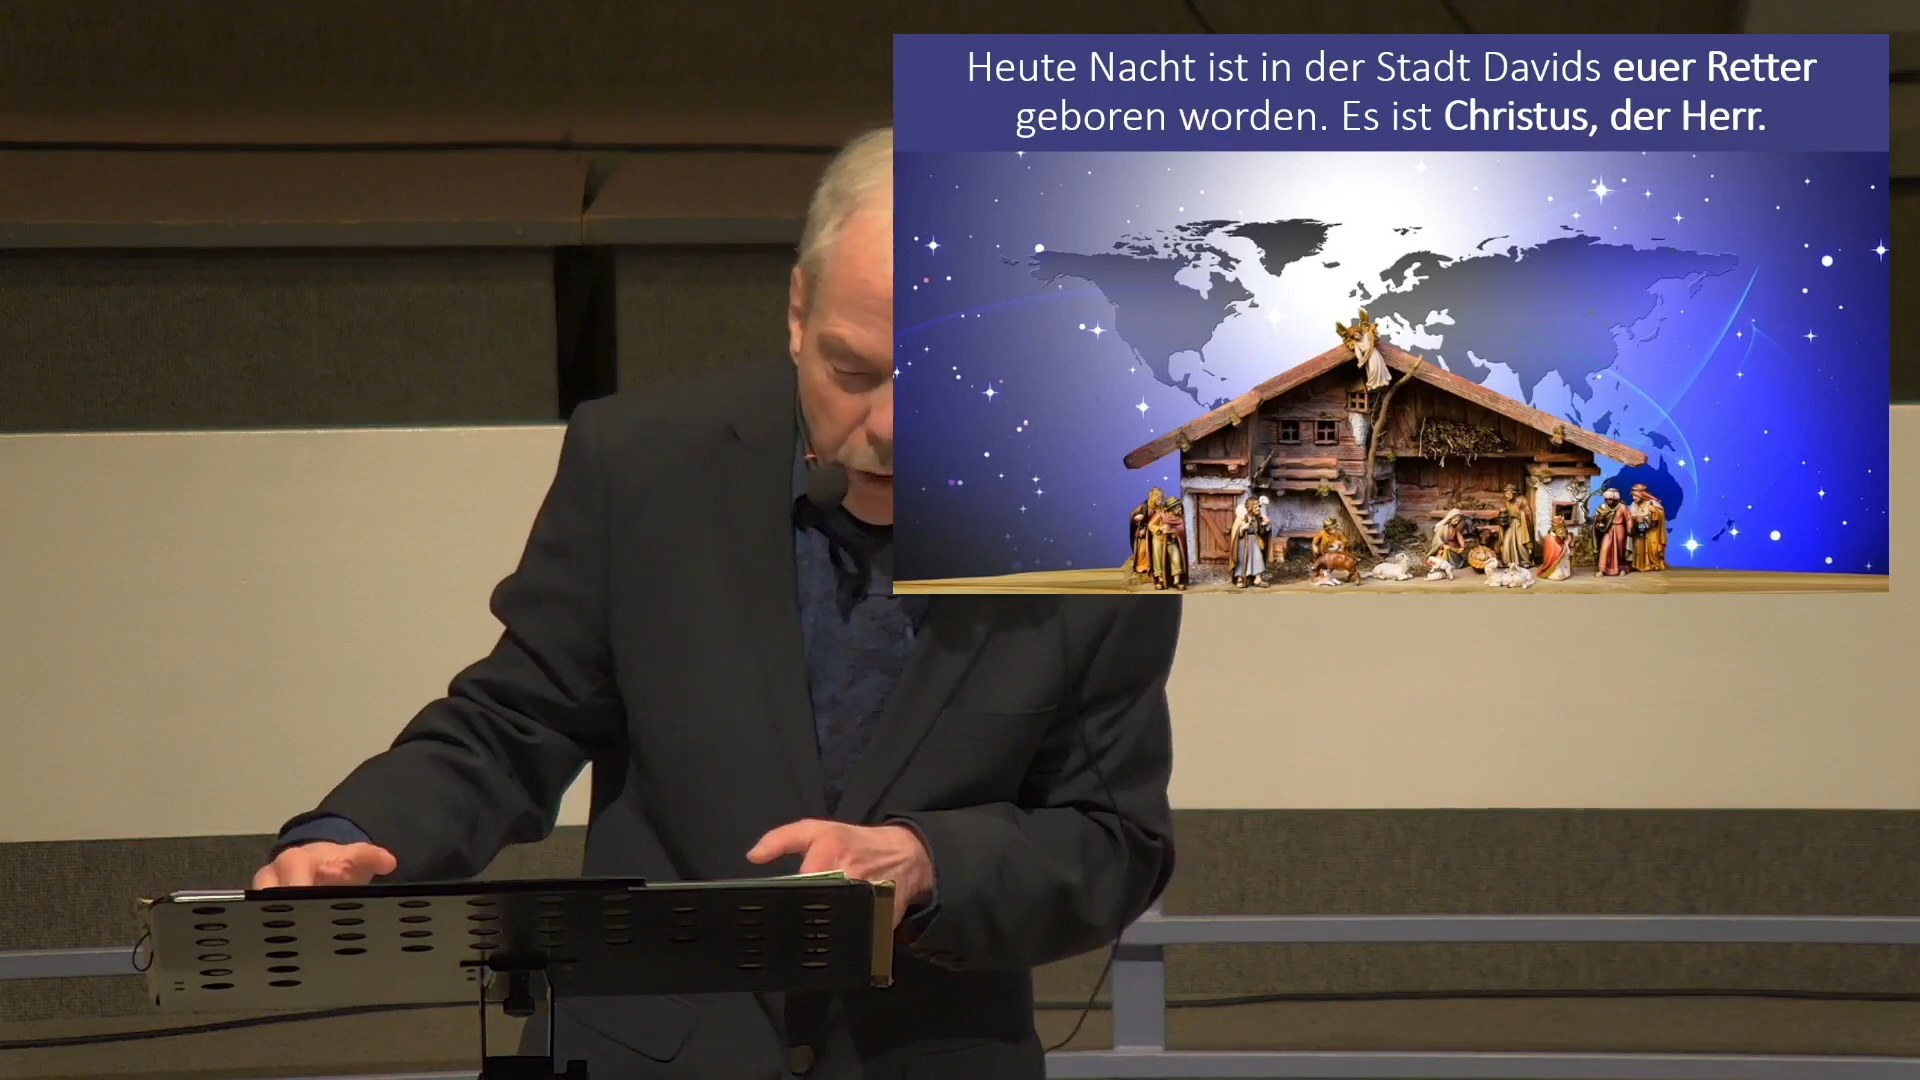 Heute Nacht ist in der Stadt Davids euer Retter
geboren worden. Es ist Christus, der Herr.